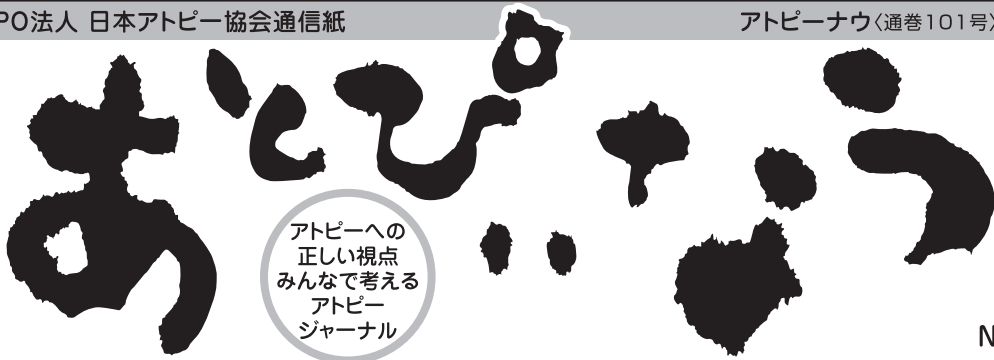 PO法人 日本アトピー協会通信紙
アトピーナウ〈通巻101号〉
あとぴいなう
アトピーへの
正しい視点
みんなで考える
アトピー
ジャーナル
N